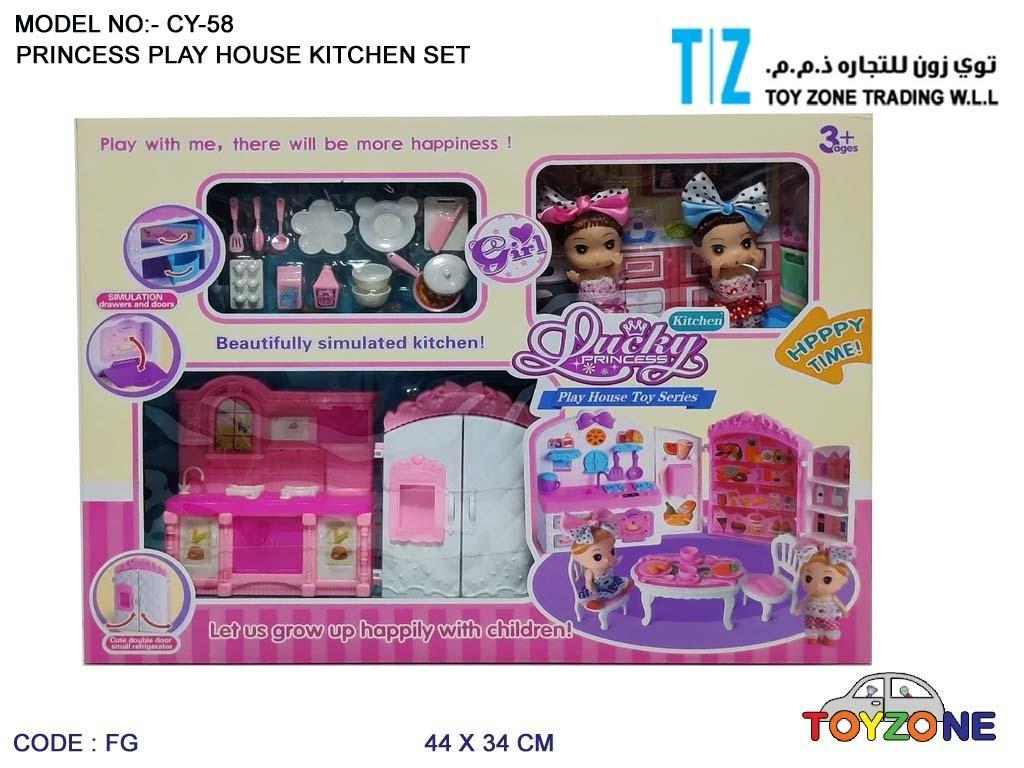 MODEL NO:- CY-58
PRINCESS PLAY HOUSE KITCHEN SET
TZ
توي زون للتجاره ذ.م.م.
TOY ZONE TRADING W.L.L
Play with me, there will be more happiness !
3+
ages
Girl
SIMULATION
drawers and doors
Beautifully simulated kitchen!
Kitchen
Lucky
PRINCESS
Play House Toy Series
HPPPY
TIME!
Cute double door
small refrigerator
Let us grow up happily with children!
TOYZONE
CODE : FG
44 X 34 CM